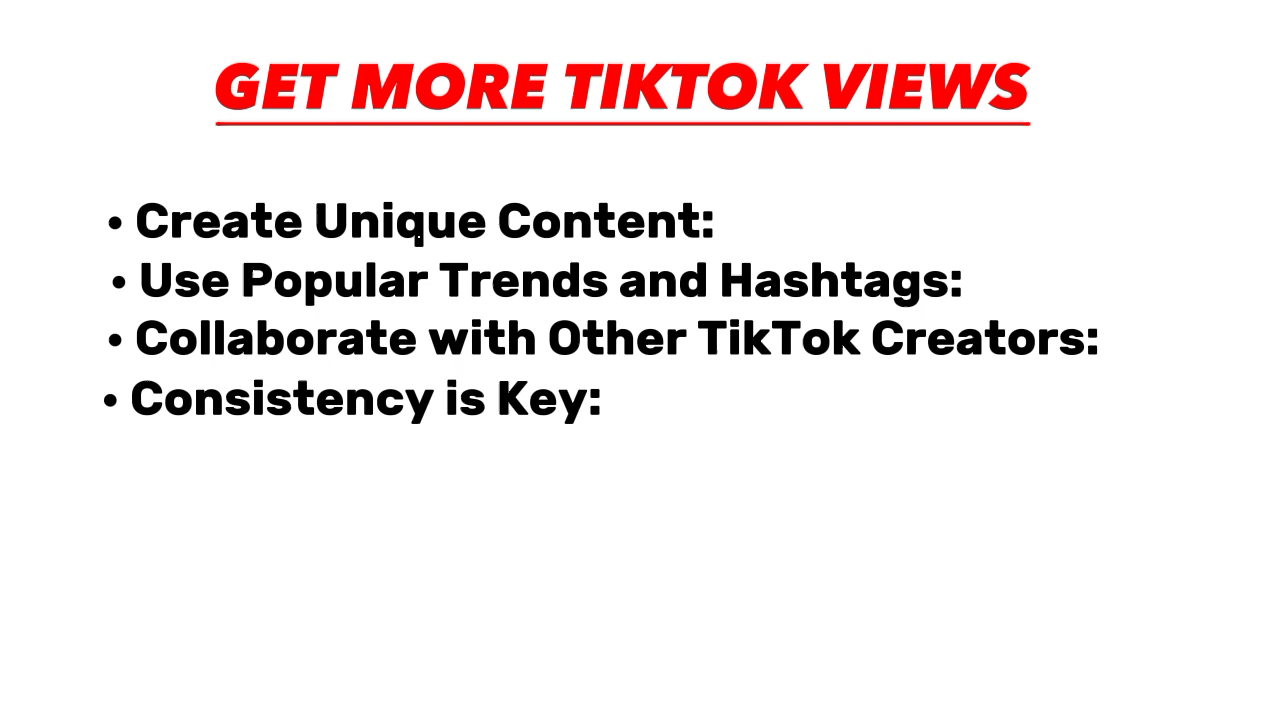 GET MORE TIKTOK VIEWS
• Create Unique Content:
• Use Popular Trends and Hashtags:
• Collaborate with Other TikTok Creators:
• Consistency is Key: